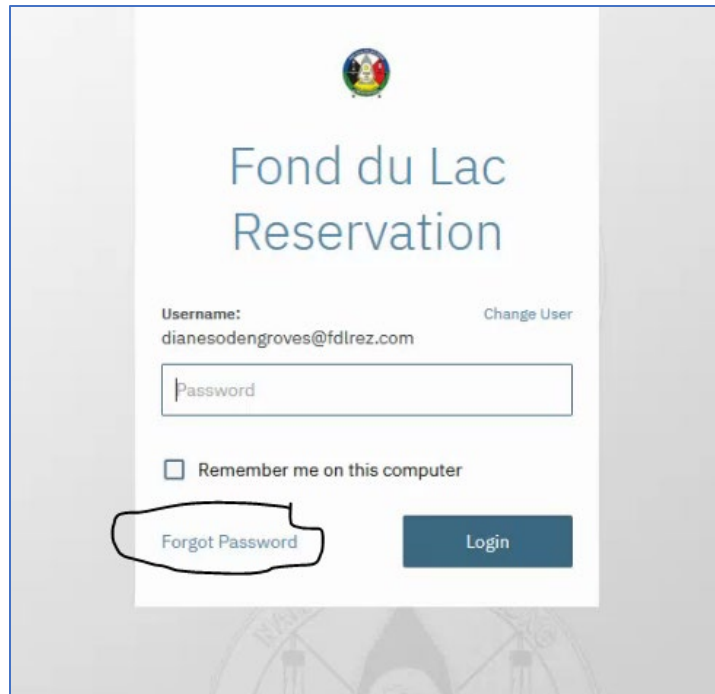 Fond du Lac
Reservation
Username:
Change User
dianesodengroves@fdlrez.com
Password
Remember me on this computer
Forgot Password
Login